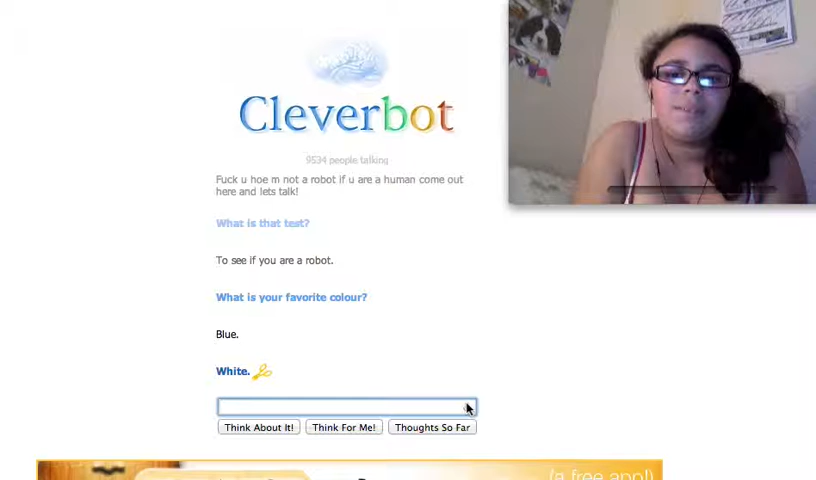 Cleverbot
9534 people talking
Fuck u hoe m not a robot if u are a human come out
here and lets talk!
What is that test?
To see if you are a robot.
What is your favorite colour?
Blue.
White.
Think About It! Think For Me! Thoughts So Far
(a free app!)